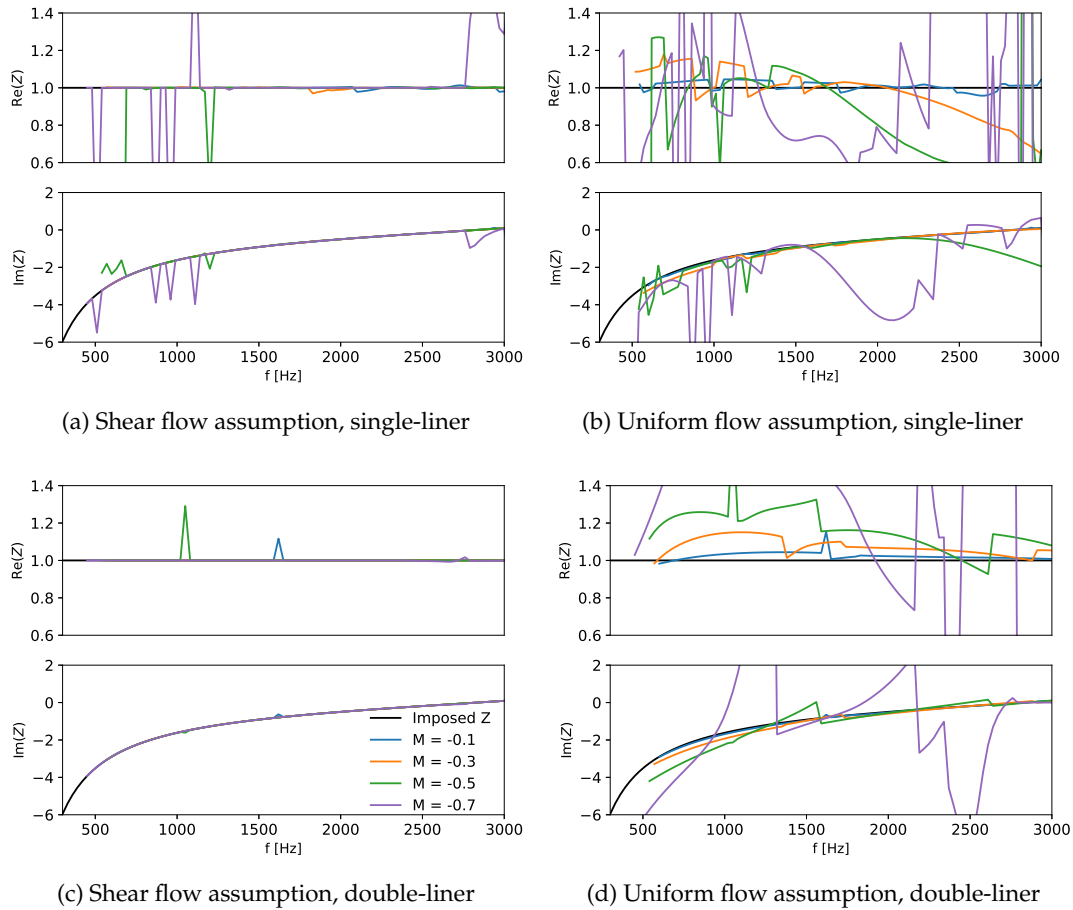 1.4
1.2
1.0
0.8
0.6
Re(Z)
2
0
−2
−4
−6
Im(Z)
500 1000 1500 2000 2500 3000
f [Hz]
(a) Shear flow assumption, single-liner
1.4
1.2
1.0
0.8
0.6
Re(Z)
2
0
−2
−4
−6
Im(Z)
500 1000 1500 2000 2500 3000
f [Hz]
(b) Uniform flow assumption, single-liner
1.4
1.2
1.0
0.8
0.6
Re(Z)
2
0
−2
−4
−6
Im(Z)
Imposed Z
M = -0.1
M = -0.3
M = -0.5
M = -0.7
500 1000 1500 2000 2500 3000
f [Hz]
(c) Shear flow assumption, double-liner
1.4
1.2
1.0
0.8
0.6
Re(Z)
2
0
−2
−4
−6
Im(Z)
500 1000 1500 2000 2500 3000
f [Hz]
(d) Uniform flow assumption, double-liner